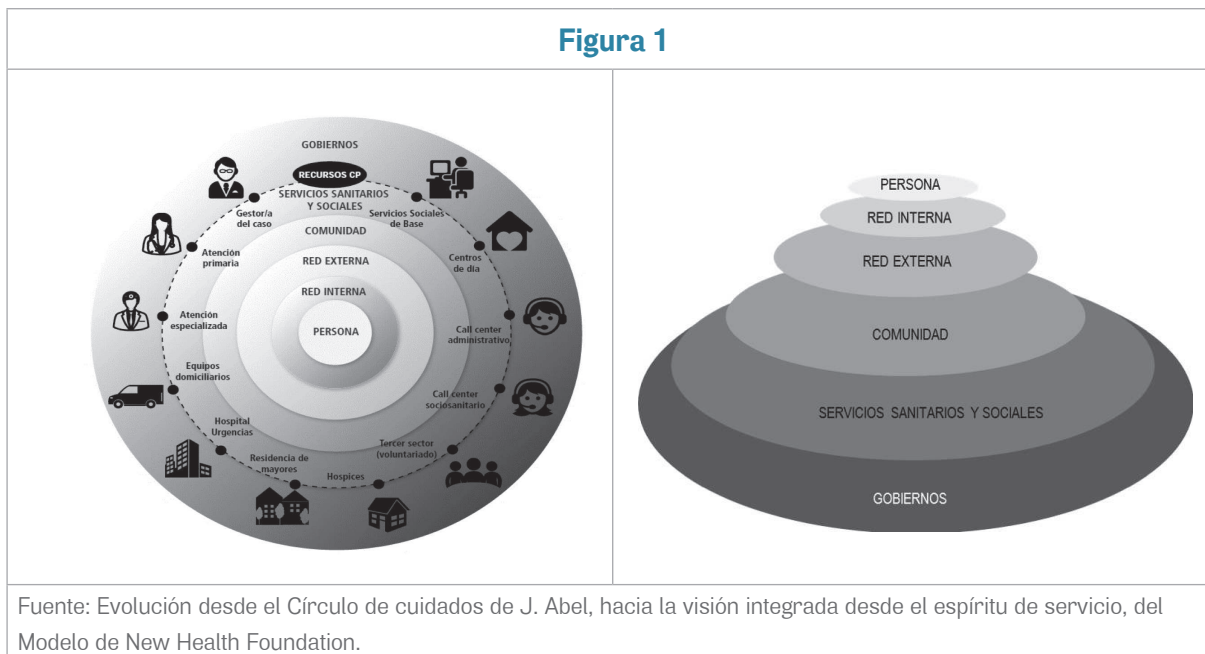 Figura 1
GOBIERNOS
RECURSOS CP
SERVICIOS SANITARIOS
Y SOCIALES
Gestor/a
del caso
Servicios Sociales
de Base
Atención
primaria
COMUNIDAD
Centros
de día
RED EXTERNA
RED INTERNA
PERSONA
Atención
especializada
Call center
administrativo
Equipos
domiciliarios
Call center
sociosanitario
Hospital
Urgencias
Tercer sector
(voluntariado)
Residencia de
mayores
Hospices
PERSONA
RED INTERNA
RED EXTERNA
COMUNIDAD
SERVICIOS SANITARIOS Y SOCIALES
GOBIERNOS
Fuente: Evolución desde el Círculo de cuidados de J. Abel, hacia la visión integrada desde el espíritu de servicio, del
Modelo de New Health Foundation.